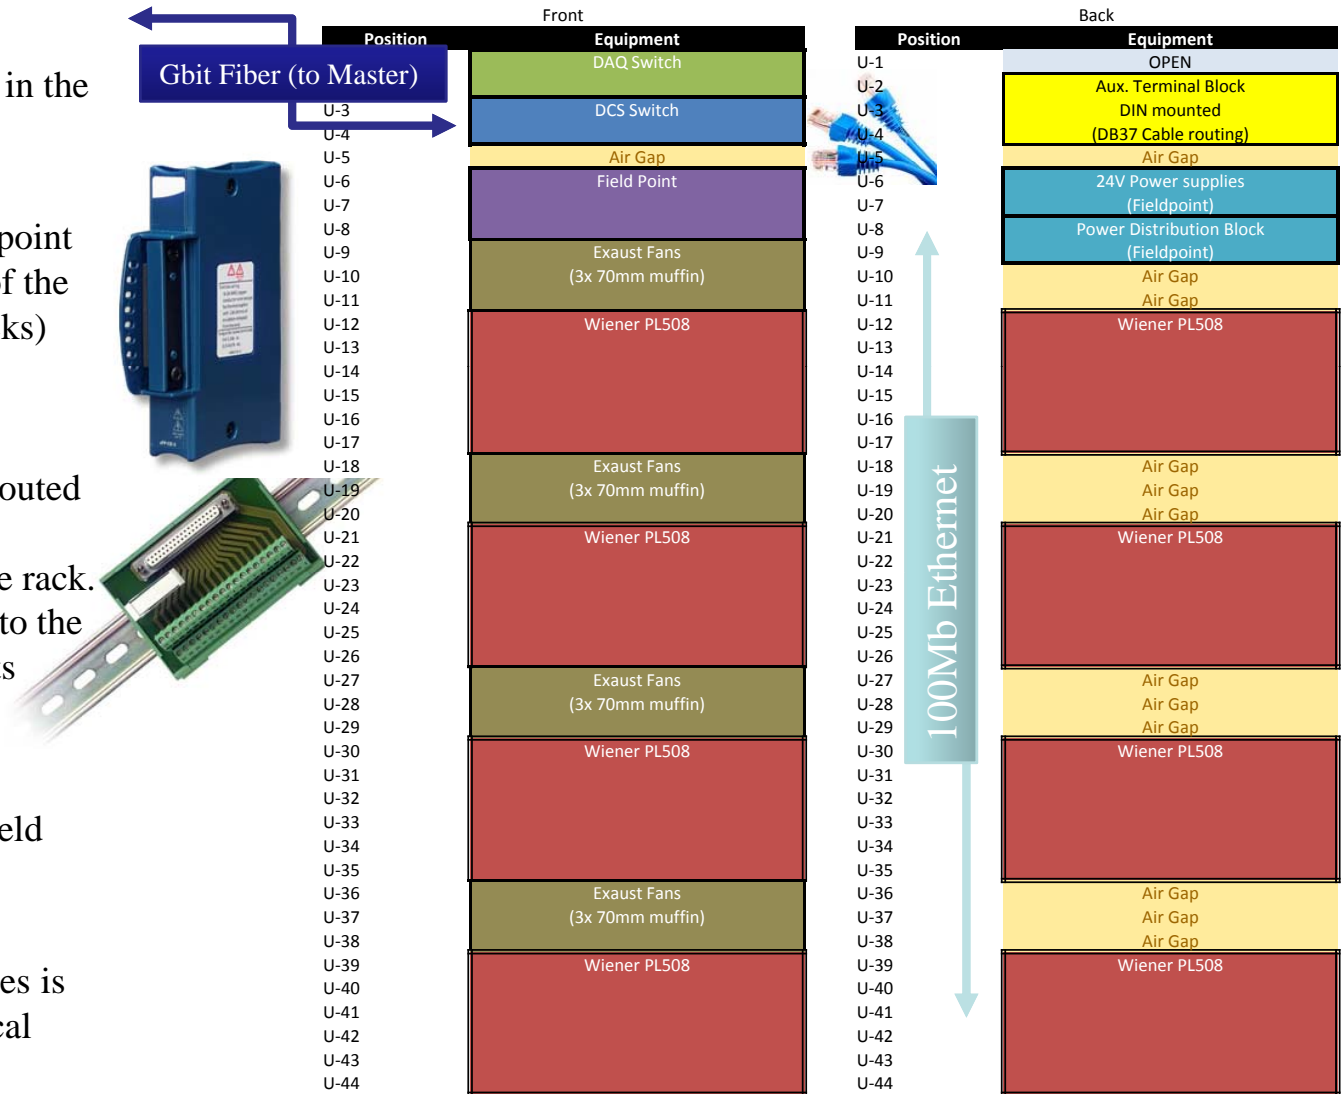 in the
point
of the
ks)
outed
e rack.
to the
ts
eld
es is
cal
Gbit Fiber (to Master)
Front
Position Equipment
DAQ Switch
U-3 DCS Switch
U-4
U-5 Air Gap
U-6 Field Point
U-7
U-8
U-9 Exaust Fans
U-10 (3x 70mm muffin)
U-11
U-12 Wiener PL508
U-13
U-14
U-15
U-16
U-17
U-18 Exaust Fans
U-19 (3x 70mm muffin)
U-20
U-21 Wiener PL508
U-22
U-23
U-24
U-25
U-26
U-27 Exaust Fans
U-28 (3x 70mm muffin)
U-29
U-30 Wiener PL508
U-31
U-32
U-33
U-34
U-35
U-36 Exaust Fans
U-37 (3x 70mm muffin)
U-38
U-39 Wiener PL508
U-40
U-41
U-42
U-43
U-44
Back
Position Equipment
U-1 OPEN
U-2 Aux. Terminal Block
U-3 DIN mounted
U-4 (DB37 Cable routing)
U-5 Air Gap
U-6 24V Power supplies
U-7 (Fieldpoint)
U-8 Power Distribution Block
U-9 (Fieldpoint)
U-10 Air Gap
U-11 Air Gap
U-12 Wiener PL508
U-13
U-14
U-15
U-16
U-17
U-18 Air Gap
U-19 Air Gap
U-20 Air Gap
U-21 Wiener PL508
U-22
U-23
U-24
U-25
U-26
U-27 Air Gap
U-28 Air Gap
U-29 Air Gap
U-30 Wiener PL508
U-31
U-32
U-33
U-34
U-35
U-36 Air Gap
U-37 Air Gap
U-38 Air Gap
U-39 Wiener PL508
U-40
U-41
U-42
U-43
U-44
100Mb Ethernet